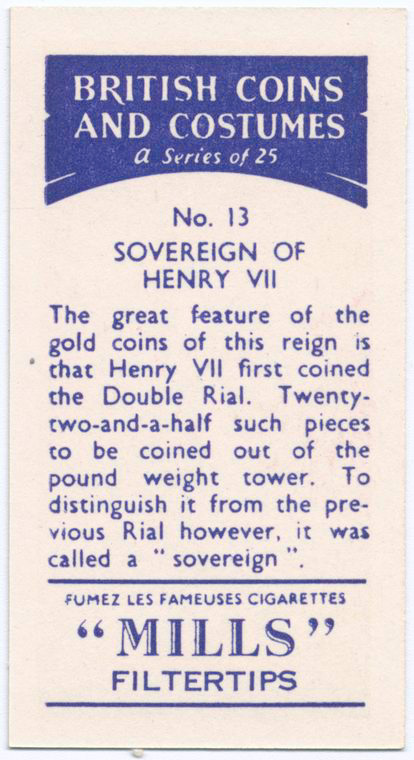 BRITISH COINS
AND COSTUMES
a Series of 25
No. 13
SOVEREIGN OF
HENRY VII
The great feature of the
gold coins of this reign is
that Henry VII first coined
the Double Rial. Twenty-
two-and-a-half such pieces
to be coined out of the
pound weight tower. To
distinguish it from the pre-
vious Rial however, it was
called a "sovereign".
FUMEZ LES FAMEUSES CIGARETTES
"MILLS"
FILTERTIPS